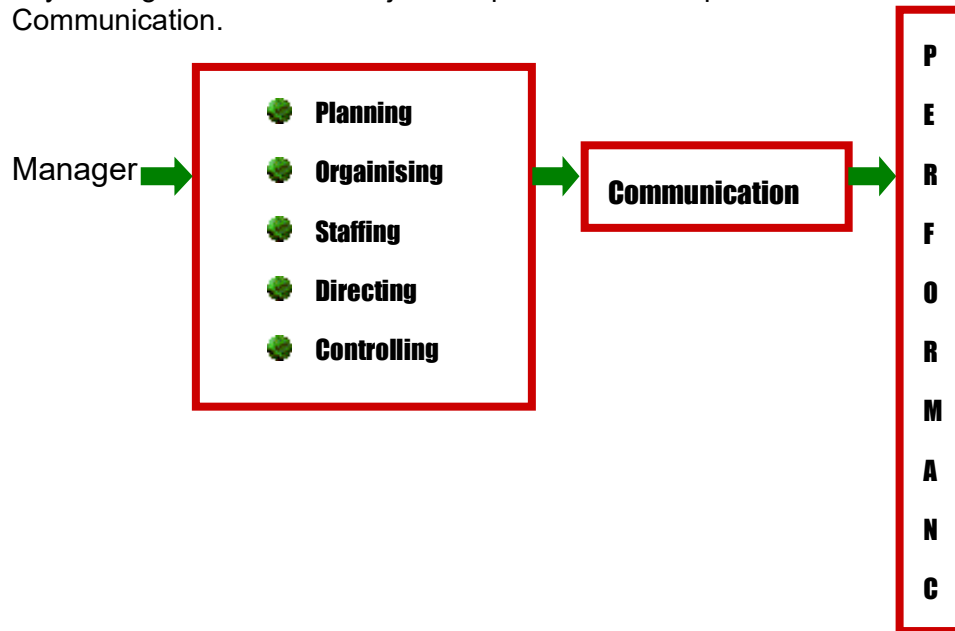 Communication.
Manager
Planning
Orgainising
Staffing
Directing
Controlling
Communication
P
E
R
F
O
R
M
A
N
C